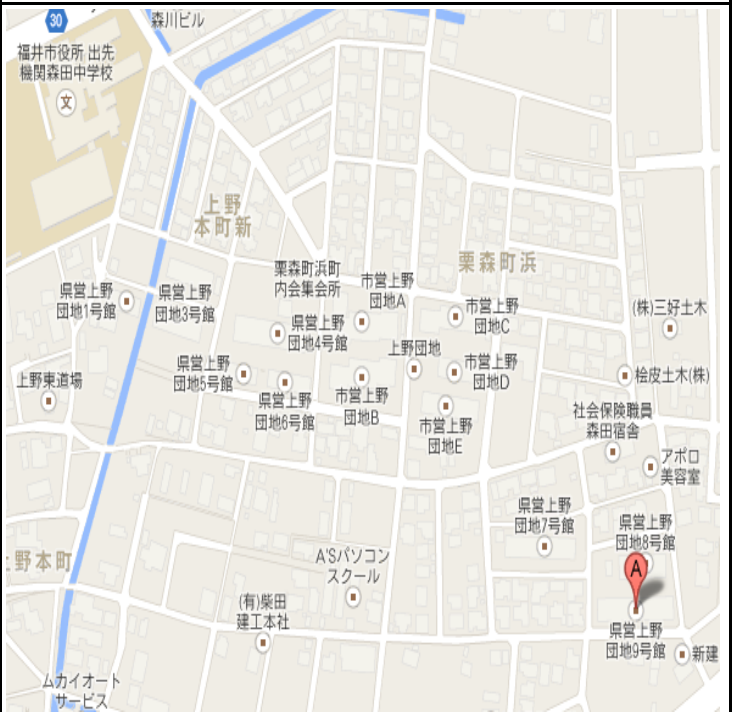 30
森川ビル
福井市役所 出先
機関森田中学校
文
上野
本町新
栗森町浜町
内会集会所
市営上野
団地A
栗森町浜
県営上野
団地1号館
県営上野
団地3号館
県営上野
団地4号館
市営上野
団地C
(株)三好土木
上野団地
県営上野
団地5号館
市営上野
団地D
桧皮土木(株)
上野東道場
県営上野
団地6号館
市営上野
団地B
市営上野
団地E
社会保険職員
森田宿舎
アポロ
美容室
県営上野
団地7号館
県営上野
団地8号館
上野本町
A'Sパソコン
スクール
A
(有)柴田
建工本社
県営上野
団地9号館
新建
ムカイオート
サービス